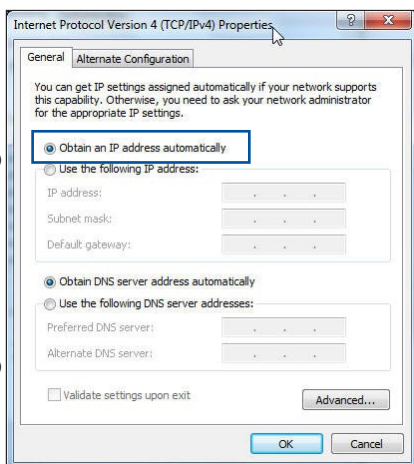 Internet Protocol Version 4 (TCP/IPv4) Properties
General
Alternate Configuration
You can get IP settings assigned automatically if your network supports
this capability. Otherwise, you need to ask your network administrator
for the appropriate IP settings.
Obtain an IP address automatically
Use the following IP address:
IP address:
Subnet mask:
Default gateway:
Obtain DNS server address automatically
Use the following DNS server addresses:
Preferred DNS server:
Alternate DNS server:
Validate settings upon exit
Advanced...
OK
Cancel